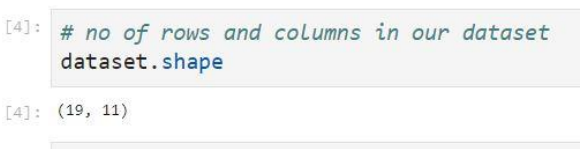 [4]: # no of rows and columns in our dataset
dataset.shape
[4]: (19, 11)